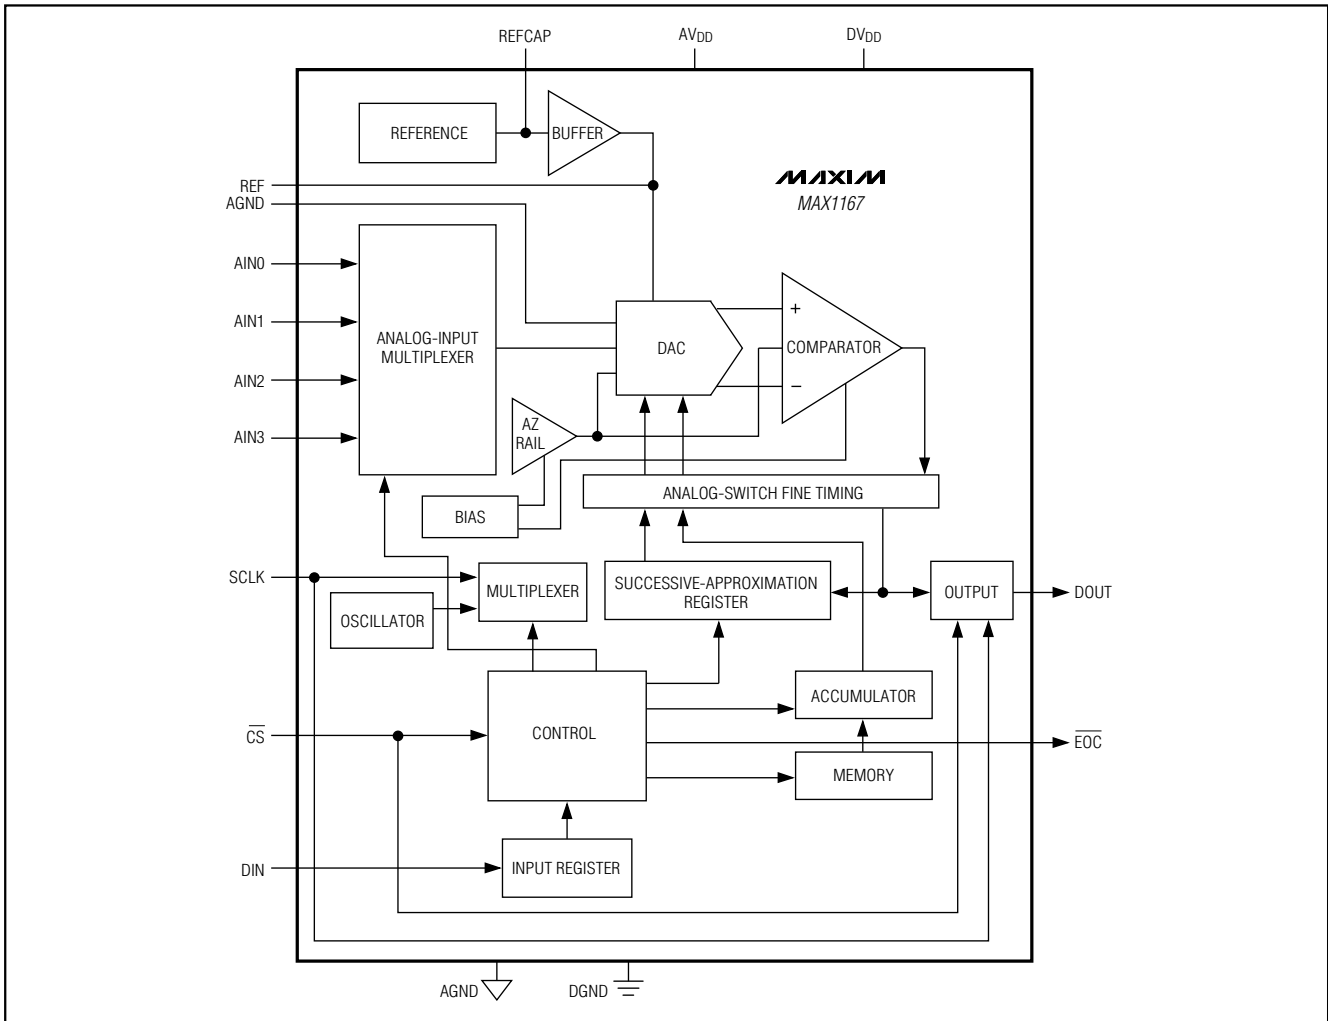 REFCAP
AVDD
DVDD
REFERENCE
BUFFER
MAXIM
MAX1167
REF
AGND
AIN0
AIN1
AIN2
AIN3
ANALOG-INPUT
MULTIPLEXER
DAC
+
COMPARATOR
−
AZ
RAIL
BIAS
ANALOG-SWITCH FINE TIMING
SCLK
MULTIPLEXER
OSCILLATOR
SUCCESSIVE-APPROXIMATION
REGISTER
OUTPUT
DOUT
CS
CONTROL
ACCUMULATOR
EOC
MEMORY
DIN
INPUT REGISTER
AGND
DGND